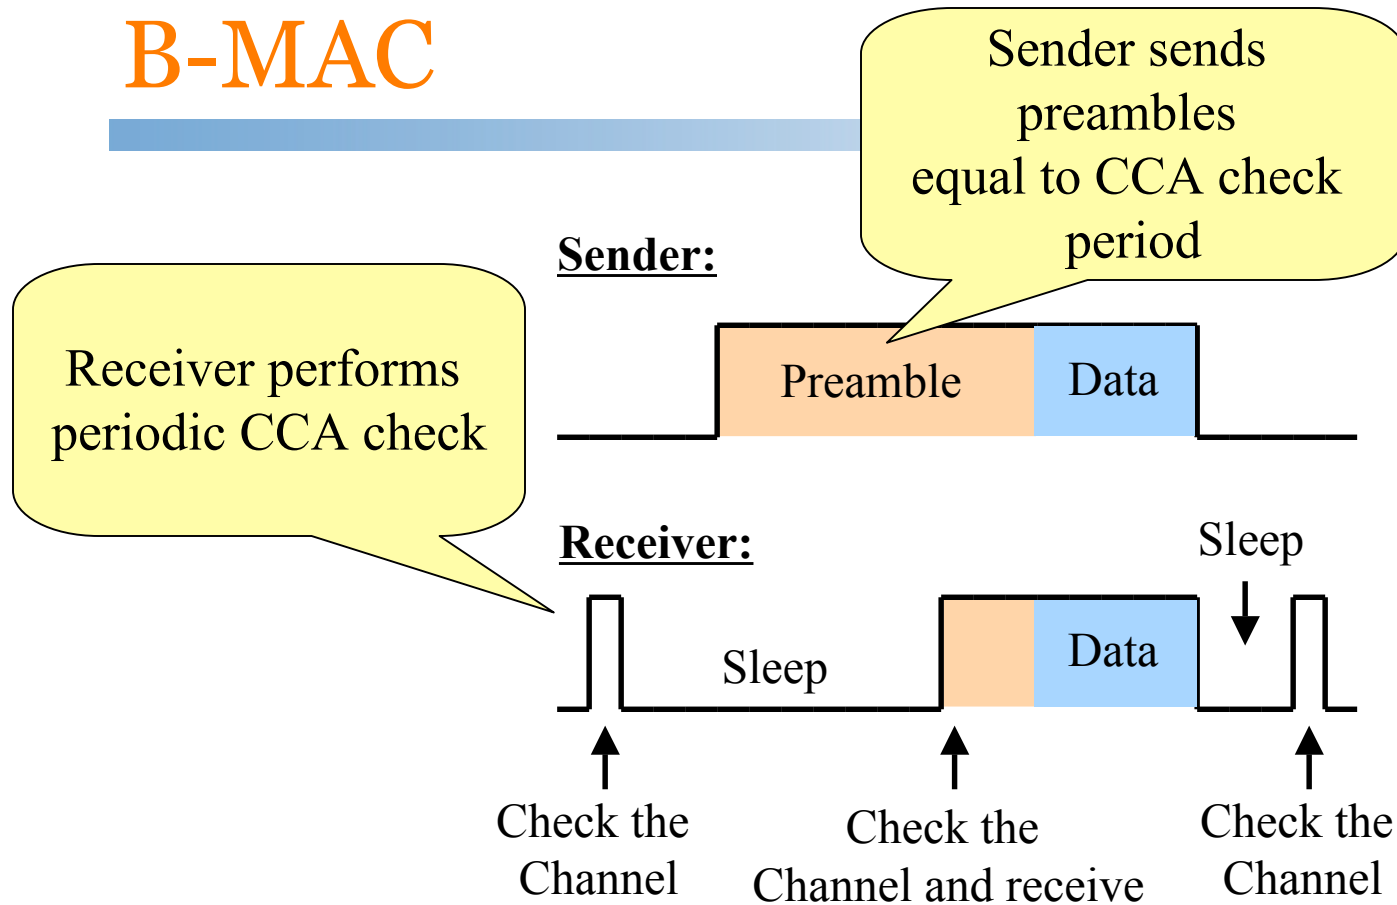 B-MAC
Sender sends
preambles
equal to CCA check
period
Sender:
Receiver performs
periodic CCA check
Preamble
Data
Receiver:
Sleep
Sleep
Data
Check the
Channel
Check the
Channel and receive
Check the
Channel